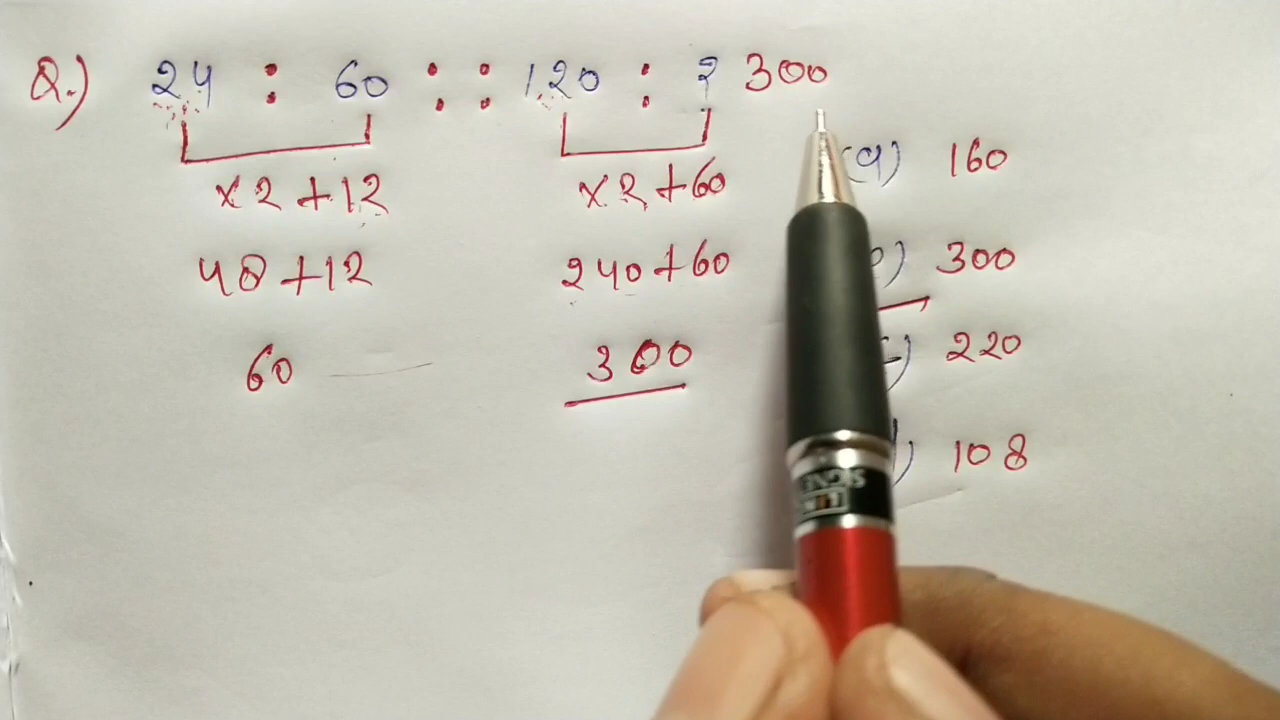 Q.) 24 : 60 : : 120 : ? 300
(a) 160
×2+12 ×2+60
48+12 240+60 ) 300
60 300 ) 220
) 108